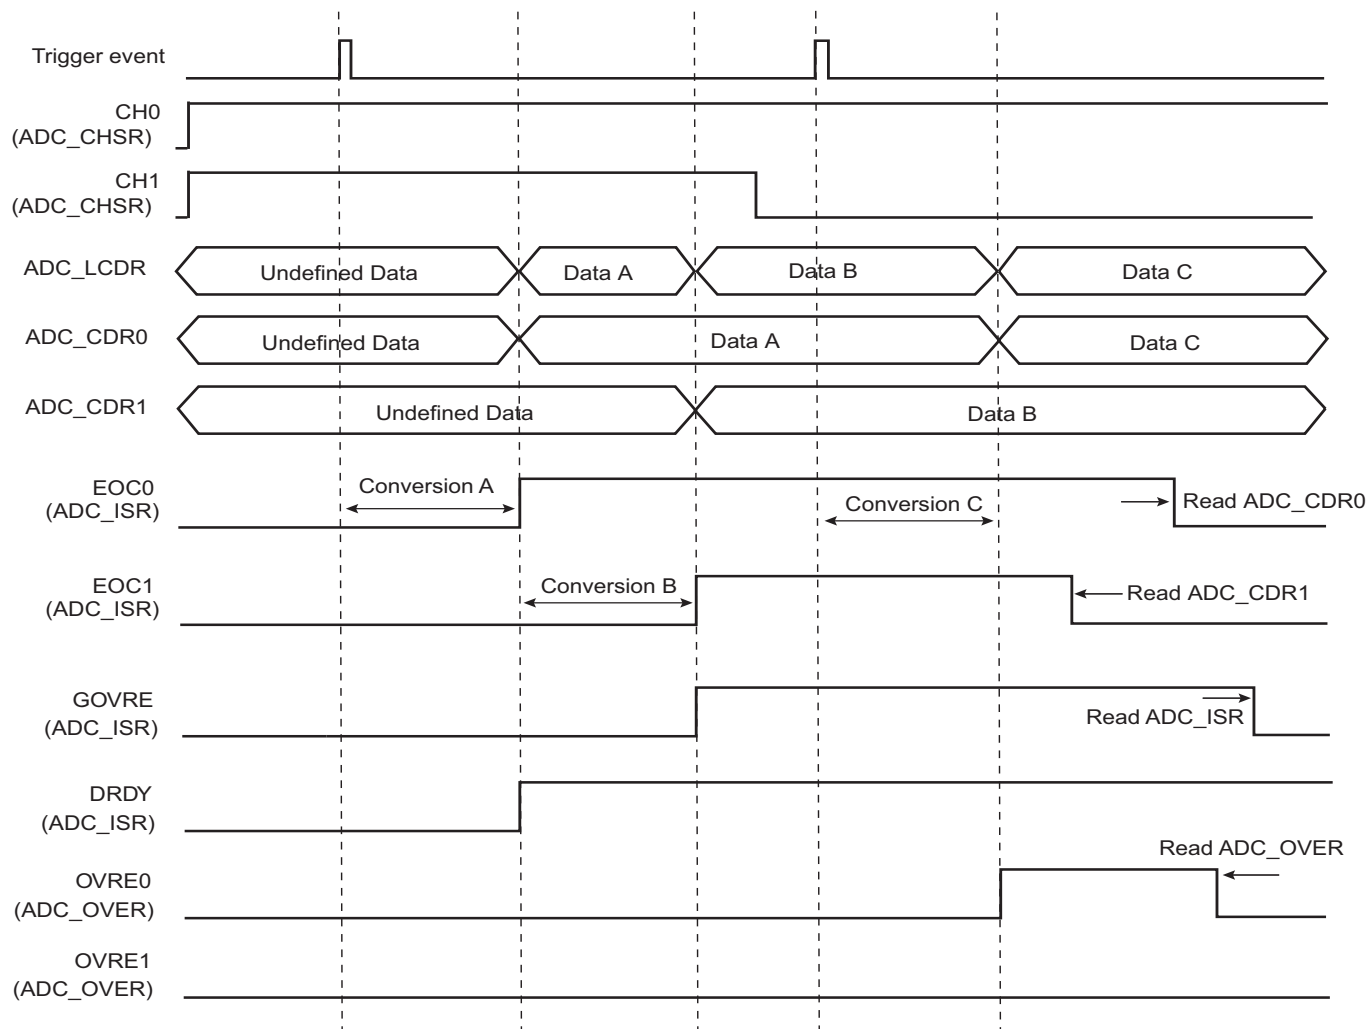 Trigger event
CH0
(ADC_CHSR)
CH1
(ADC_CHSR)
ADC_LCDR
Undefined Data
Data A
Data B
Data C
ADC_CDR0
Undefined Data
Data A
Data C
ADC_CDR1
Undefined Data
Data B
EOC0
(ADC_ISR)
Conversion A
Conversion C
Read ADC_CDR0
EOC1
(ADC_ISR)
Conversion B
Read ADC_CDR1
GOVRE
(ADC_ISR)
Read ADC_ISR
DRDY
(ADC_ISR)
Read ADC_OVER
OVRE0
(ADC_OVER)
OVRE1
(ADC_OVER)